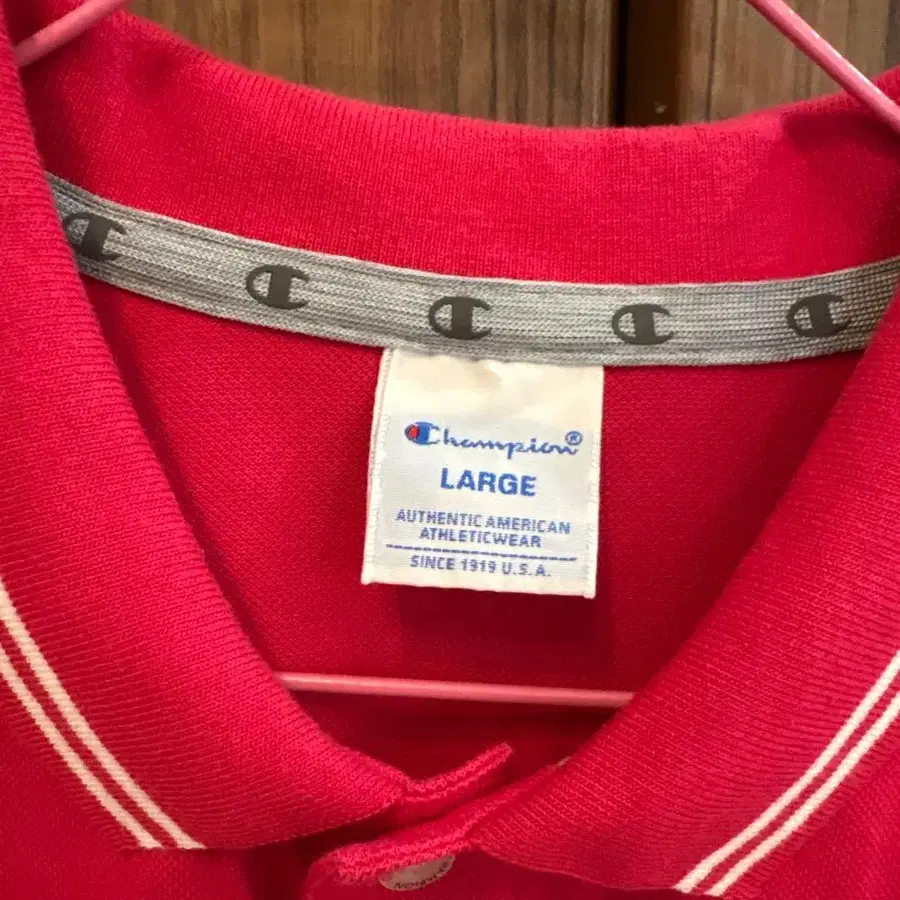 Champion®
LARGE
AUTHENTIC AMERICAN
ATHLETICWEAR
SINCE 1919 U.S.A.